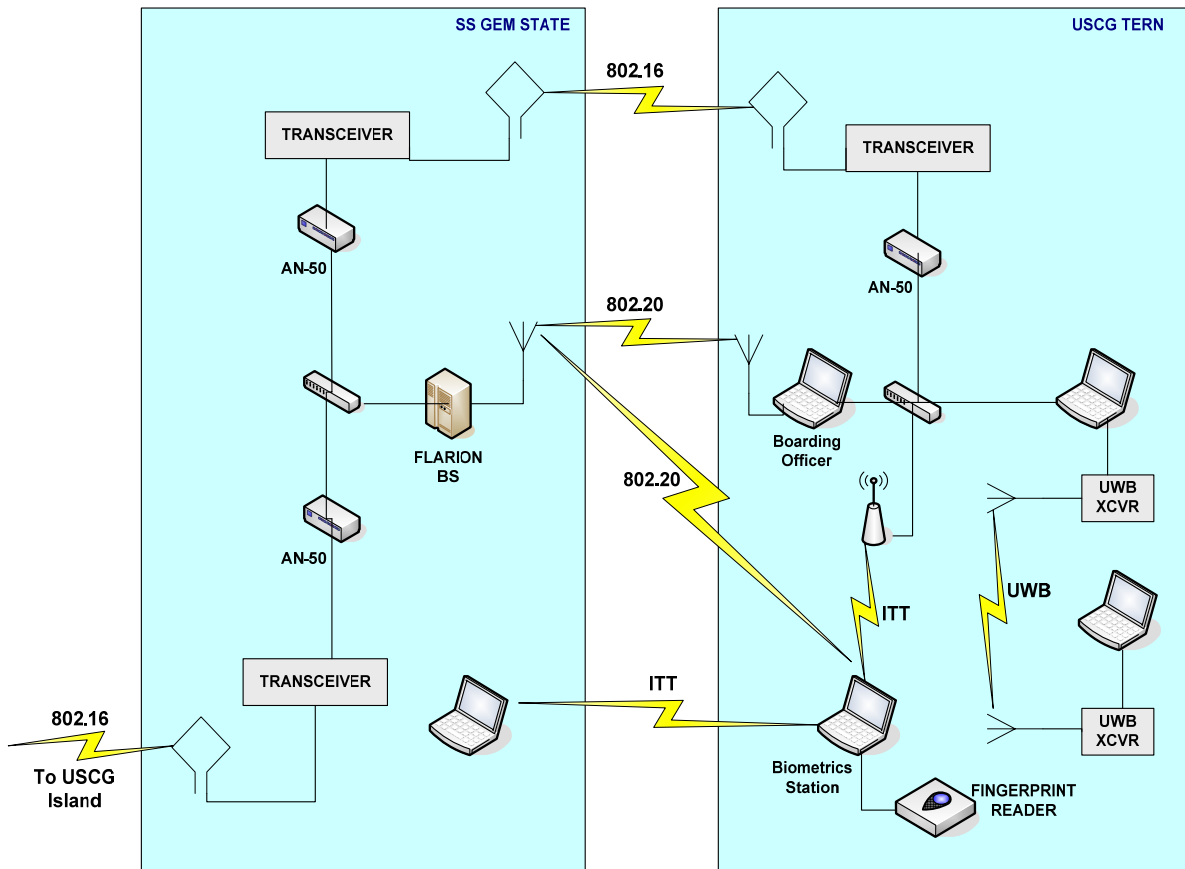 SS GEM STATE
USCG TERN
802.16
TRANSCEIVER
TRANSCEIVER
AN-50
AN-50
802.20
FLARION
BS
Boarding
Officer
802.20
UWB
XCVR
AN-50
ITT
UWB
TRANSCEIVER
ITT
802.16
To USCG
Island
UWB
XCVR
Biometrics
Station
FINGERPRINT
READER